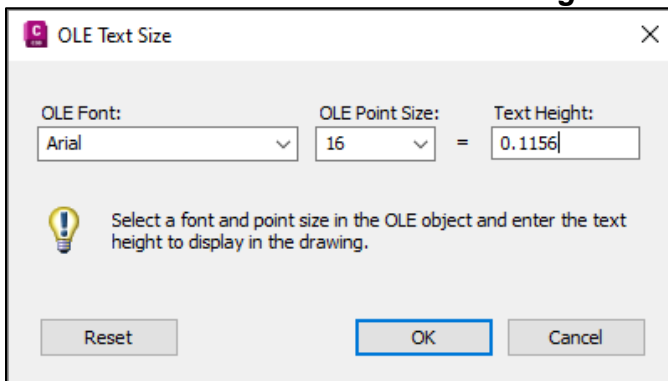 OLE Text Size
OLE Font:
OLE Point Size:
Text Height:
Arial
16
=
0.1156
Select a font and point size in the OLE object and enter the text
height to display in the drawing.
Reset
OK
Cancel